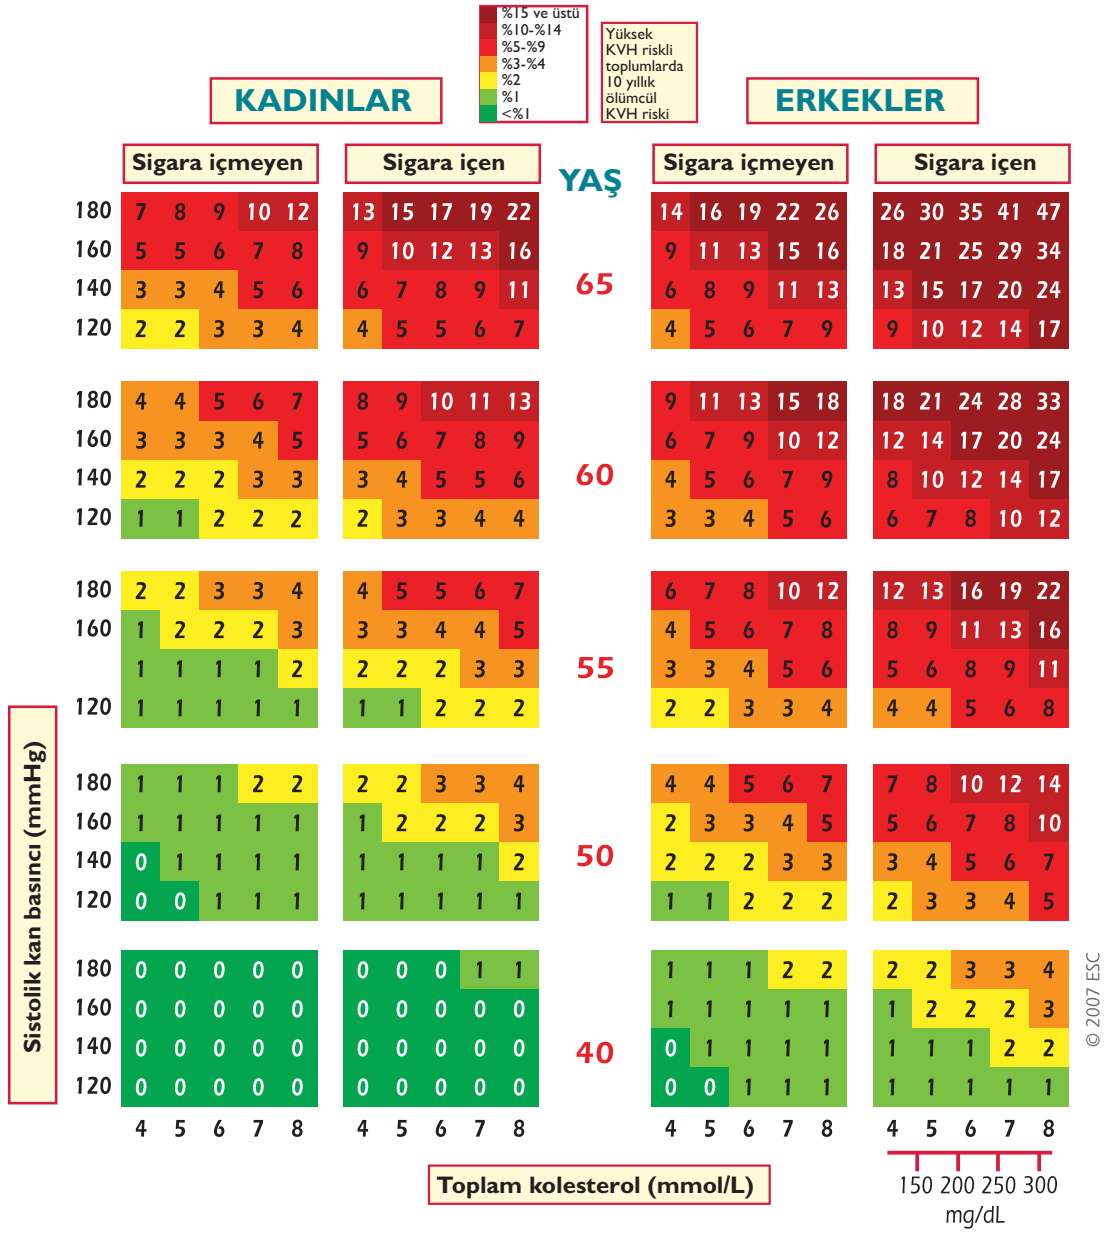 %15 ve üstü
%10-%14
%5-%9
%3-%4
%2
%1
<%1
Yüksek
KVH riskli
toplumlarda
10 yıllık
ölümcül
KVH riski
KADINLAR
ERKEKLER
Sigara içmeyen
Sigara içen
YAŞ
Sigara içmeyen
Sigara içen
180 7 8 9 10 12 13 15 17 19 22 14 16 19 22 26 26 30 35 41 47
160 5 5 6 7 8 9 10 12 13 16 9 11 13 15 16 18 21 25 29 34
65
140 3 3 4 5 6 6 7 8 9 11 6 8 9 11 13 13 15 17 20 24
120 2 2 3 3 4 4 5 5 6 7 4 5 6 7 9 9 10 12 14 17
180 4 4 5 6 7 8 9 10 11 13 9 11 13 15 18 18 21 24 28 33
160 3 3 3 4 5 5 6 7 8 9 6 7 9 10 12 12 14 17 20 24
60
140 2 2 2 3 3 3 4 5 5 6 4 5 6 7 9 8 10 12 14 17
120 1 1 2 2 2 2 3 3 4 4 3 3 4 5 6 6 7 8 10 12
180 2 2 3 3 4 4 5 5 6 7 6 7 8 10 12 12 13 16 19 22
160 1 2 2 2 3 3 3 4 4 5 4 5 6 7 8 8 9 11 13 16
55
1 1 1 1 2 2 2 2 3 3 3 3 4 5 6 5 6 8 9 11
120 1 1 1 1 1 1 1 2 2 2 2 2 3 3 4 4 4 5 6 8
180 1 1 1 2 2 2 2 3 3 4 4 4 5 6 7 7 8 10 12 14
160 1 1 1 1 1 1 2 2 2 3 2 3 3 4 5 5 6 7 8 10
50
140 0 1 1 1 1 1 1 1 1 2 2 2 2 3 3 3 4 5 6 7
120 0 0 1 1 1 1 1 1 1 1 1 1 2 2 2 2 3 3 4 5
180 0 0 0 0 0 0 0 0 1 1 1 1 1 2 2 2 2 3 3 4
160 0 0 0 0 0 0 0 0 0 0 1 1 1 1 1 1 2 2 2 3
40
140 0 0 0 0 0 0 0 0 0 0 0 1 1 1 1 1 1 1 2 2
120 0 0 0 0 0 0 0 0 0 0 0 0 1 1 1 1 1 1 1 1
4 5 6 7 8 4 5 6 7 8 4 5 6 7 8 4 5 6 7 8
Sistolik kan basıncı (mmHg)
Toplam kolesterol (mmol/L)
150 200 250 300
mg/dL
© 2007 ESC